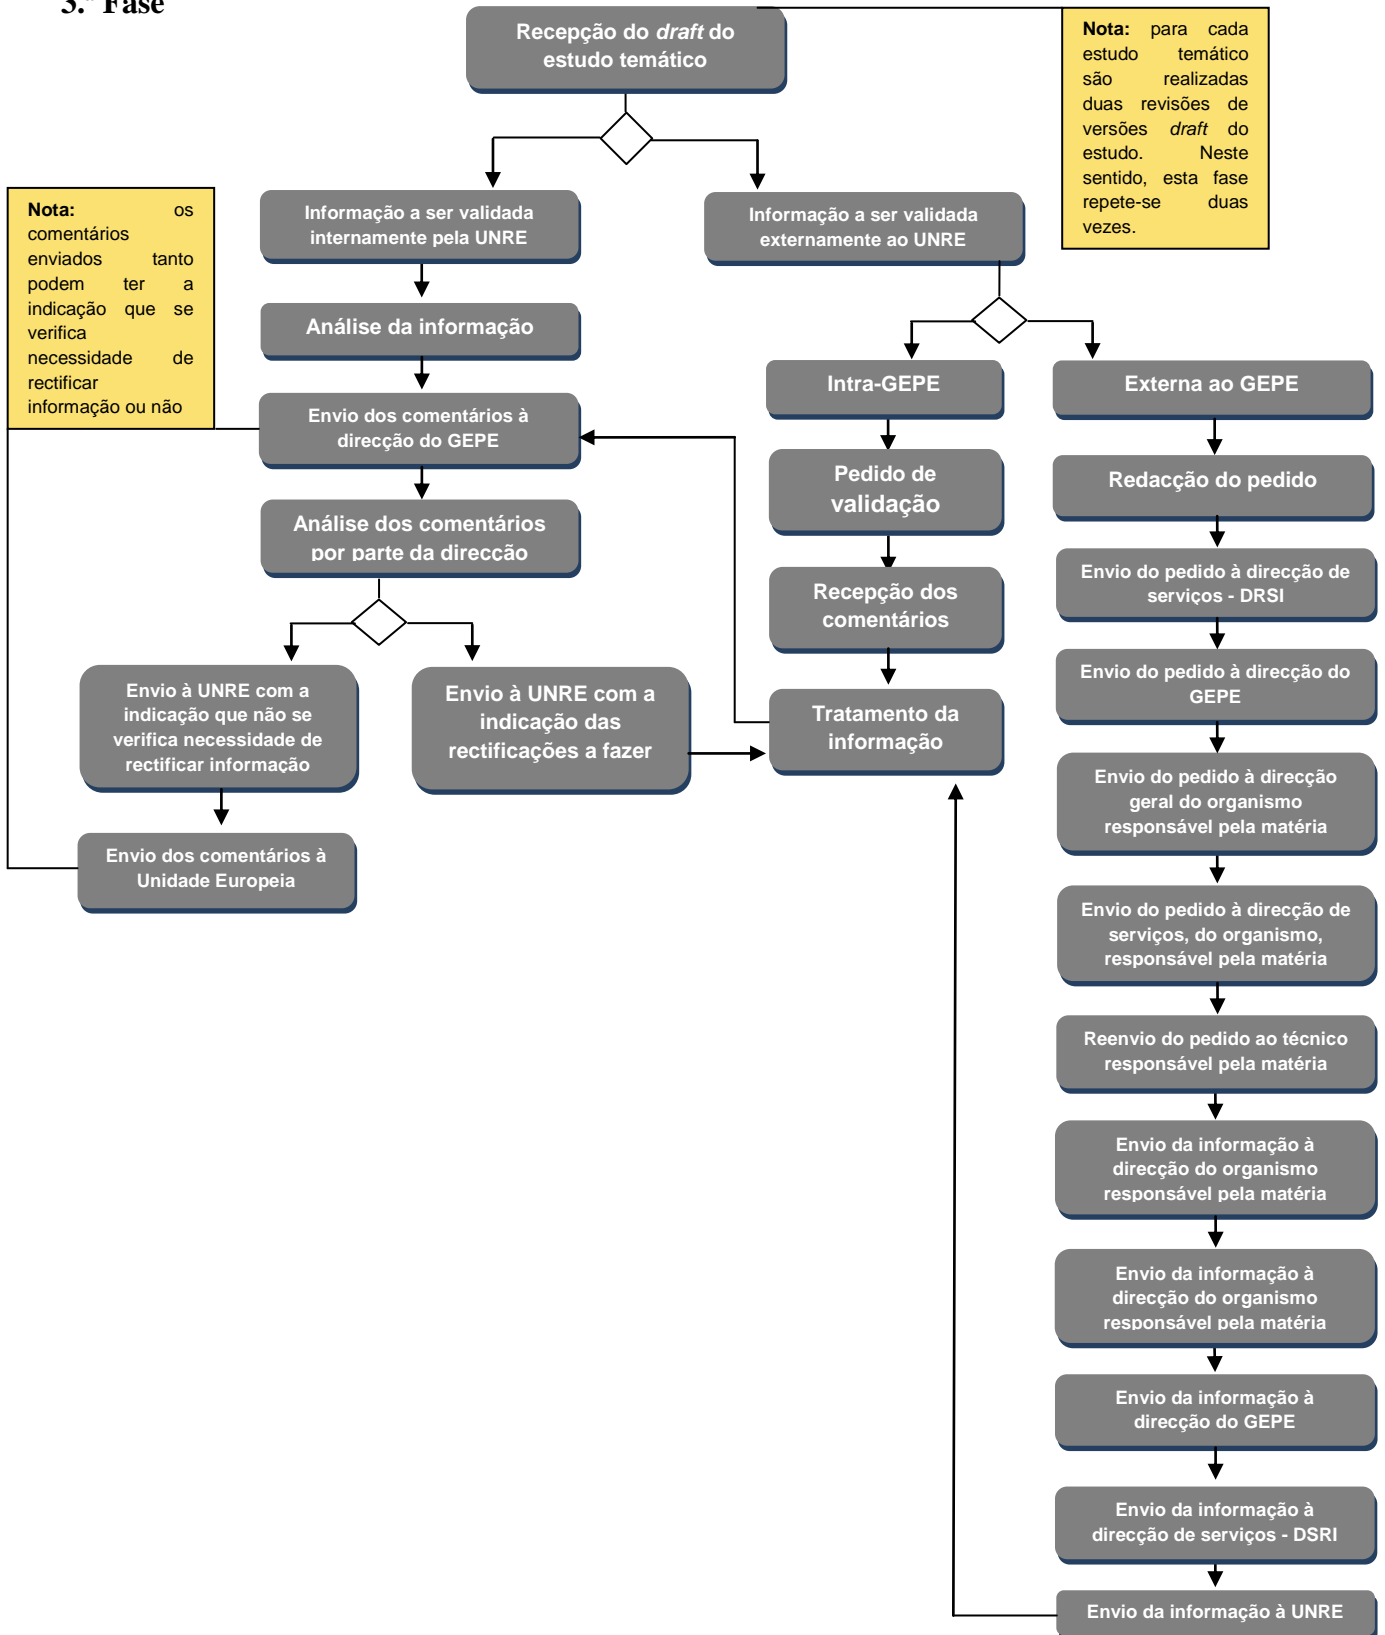 3.ª Fase
Recepção do draft do
estudo temático
Nota: para cada
estudo temático
são realizadas
duas revisões de
versões draft do
estudo. Neste
sentido, esta fase
repete-se duas
vezes.
Nota: os
comentários
enviados tanto
podem ter a
indicação que se
verifica
necessidade de
rectificar
informação ou não
Informação a ser validada
internamente pela UNRE
Informação a ser validada
externamente ao UNRE
Análise da informação
Envio dos comentários à
direcção do GEPE
Análise dos comentários
por parte da direcção
Envio à UNRE com a
indicação que não se
verifica necessidade de
rectificar informação
Envio à UNRE com a
indicação das
rectificações a fazer
Envio dos comentários à
Unidade Europeia
Intra-GEPE
Pedido de
validação
Recepção dos
comentários
Tratamento da
informação
Externa ao GEPE
Redacção do pedido
Envio do pedido à direcção de
serviços - DRSI
Envio do pedido à direcção do
GEPE
Envio do pedido à direcção
geral do organismo
responsável pela matéria
Envio do pedido à direcção de
serviços, do organismo,
responsável pela matéria
Reenvio do pedido ao técnico
responsável pela matéria
Envio da informação à
direcção do organismo
responsável pela matéria
Envio da informação à
direcção do organismo
responsável pela matéria
Envio da informação à
direcção do GEPE
Envio da informação à
direcção de serviços - DSRI
Envio da informação à UNRE